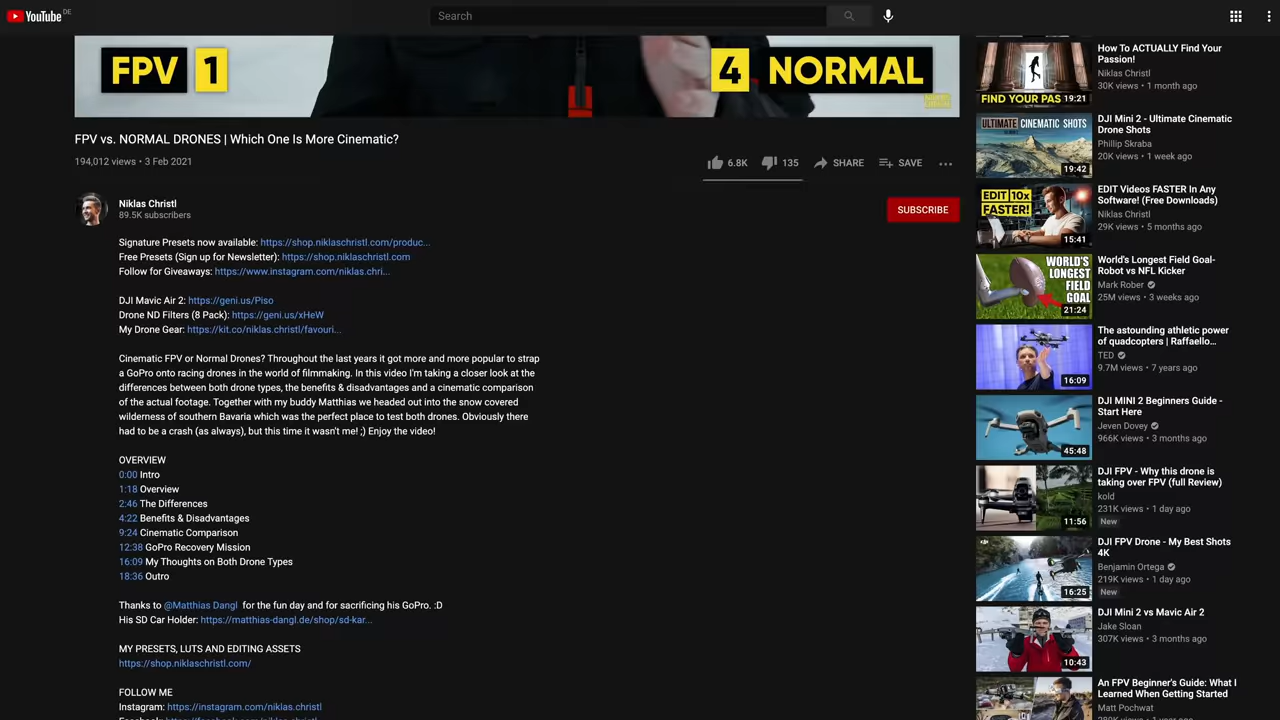 YouTube DE
Search
FPV 1
4 NORMAL
FPV vs. NORMAL DRONES | Which One Is More Cinematic?
194,012 views • 3 Feb 2021
6.8K
135
SHARE
SAVE
Niklas Christl
89.5K subscribers
SUBSCRIBE
Signature Presets now available: https://shop.niklaschristl.com/produc...
Free Presets (Sign up for Newsletter): https://shop.niklaschristl.com
Follow for Giveaways: https://www.instagram.com/niklas.chri...
DJI Mavic Air 2: https://geni.us/Piso
Drone ND Filters (8 Pack): https://geni.us/xHeW
My Drone Gear: https://kit.co/niklas.christl/favouri...
Cinematic FPV or Normal Drones? Throughout the last years it got more and more popular to strap
a GoPro onto racing drones in the world of filmmaking. In this video I'm taking a closer look at the
differences between both drone types, the benefits & disadvantages and a cinematic comparison
of the actual footage. Together with my buddy Matthias we headed out into the snow covered
wilderness of southern Bavaria which was the perfect place to test both drones. Obviously there
had to be a crash (as always), but this time it wasn't me! ;) Enjoy the video!
OVERVIEW
0:00 Intro
1:18 Overview
2:46 The Differences
4:22 Benefits & Disadvantages
9:24 Cinematic Comparison
12:38 GoPro Recovery Mission
16:09 My Thoughts on Both Drone Types
18:36 Outro
Thanks to @Matthias Dangl for the fun day and for sacrificing his GoPro. :D
His SD Car Holder: https://matthias-dangl.de/shop/sd-kar...
MY PRESETS, LUTS AND EDITING ASSETS
https://shop.niklaschristl.com/
FOLLOW ME
Instagram: https://instagram.com/niklas.christl
FIND YOUR PAS 19:21
How To ACTUALLY Find Your
Passion!
Niklas Christl
30K views • 1 month ago
ULTIMATE CINEMATIC SHOTS
19:42
DJI Mini 2 - Ultimate Cinematic
Drone Shots
Phillip Skraba
20K views • 1 week ago
EDIT 10x
FASTER!
15:41
EDIT Videos FASTER In Any
Software! (Free Downloads)
Niklas Christl
29K views • 5 months ago
WORLD'S
LONGEST
FIELD
GOAL
21:24
World's Longest Field Goal-
Robot vs NFL Kicker
Mark Rober
25M views • 3 weeks ago
16:09
The astounding athletic power
of quadcopters | Raffaello...
TED
9.7M views • 7 years ago
45:48
DJI MINI 2 Beginners Guide -
Start Here
Jeven Dovey
966K views • 3 months ago
11:56
DJI FPV - Why this drone is
taking over FPV (full Review)
kold
231K views • 1 day ago
New
16:25
DJI FPV Drone - My Best Shots
4K
Benjamin Ortega
219K views • 1 day ago
New
10:43
DJI Mini 2 vs Mavic Air 2
Jake Sloan
307K views • 3 months ago
An FPV Beginner's Guide: What I
Learned When Getting Started
Matt Pochwat